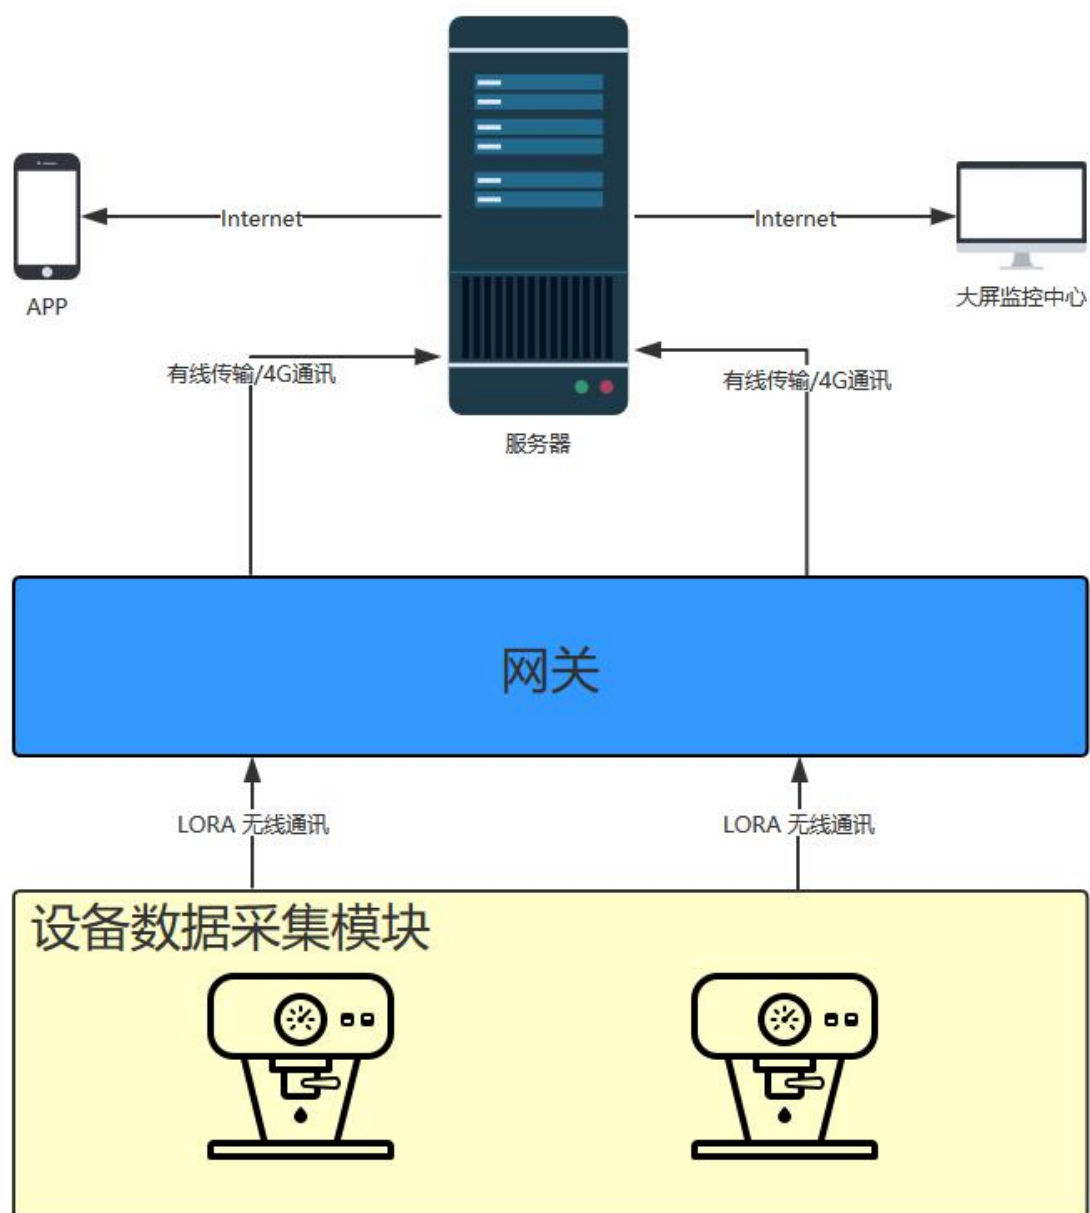 Internet
Internet
APP
大屏监控中心
有线传输/4G通讯
有线传输/4G通讯
服务器
网关
LORA 无线通讯
LORA 无线通讯
设备数据采集模块